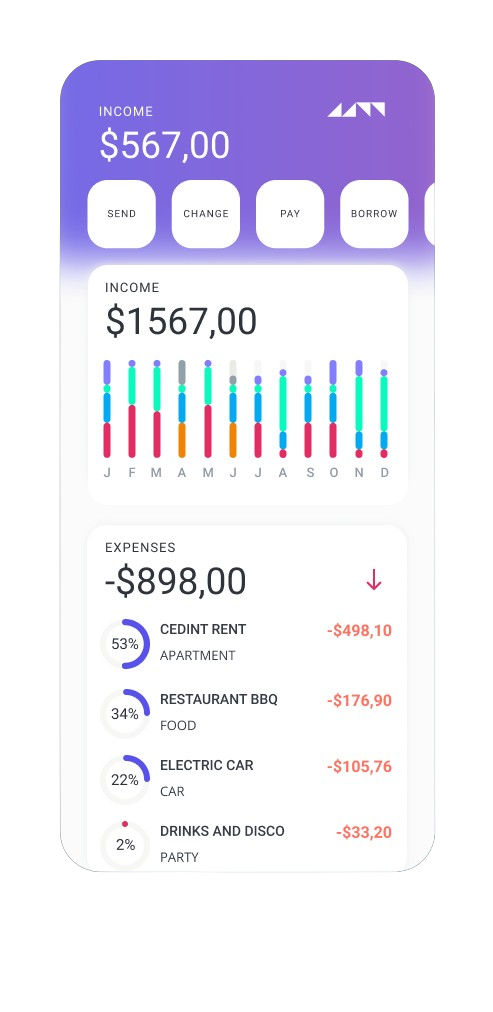 INCOME
$567,00
SEND CHANGE PAY BORROW
INCOME
$1567,00
J F M A M J J A S O N D
EXPENSES
-$898,00
53% CEDINT RENT -$498,10
APARTMENT
34% RESTAURANT BBQ -$176,90
FOOD
22% ELECTRIC CAR -$105,76
CAR
2% DRINKS AND DISCO -$33,20
PARTY